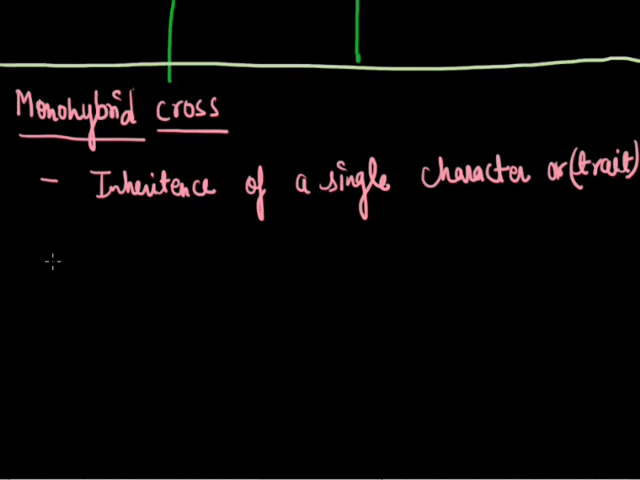 Monohybrid cross
- Inheritence of a single character or (trait)